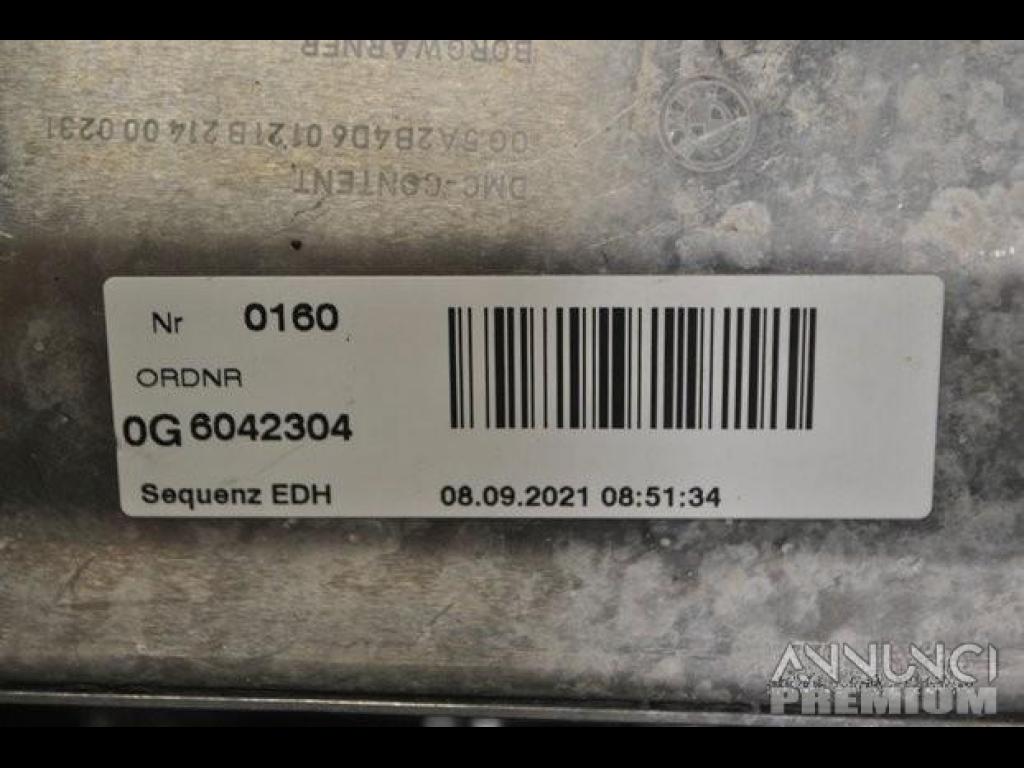 BORGWARNER
0G 5A2B4D6 0121B 214 00 0231
DMC-CONTENT
Nr 0160
ORDNR
0G 6042304
Sequenz EDH 08.09.2021 08:51:34
ANNUNCI
PREMIUM